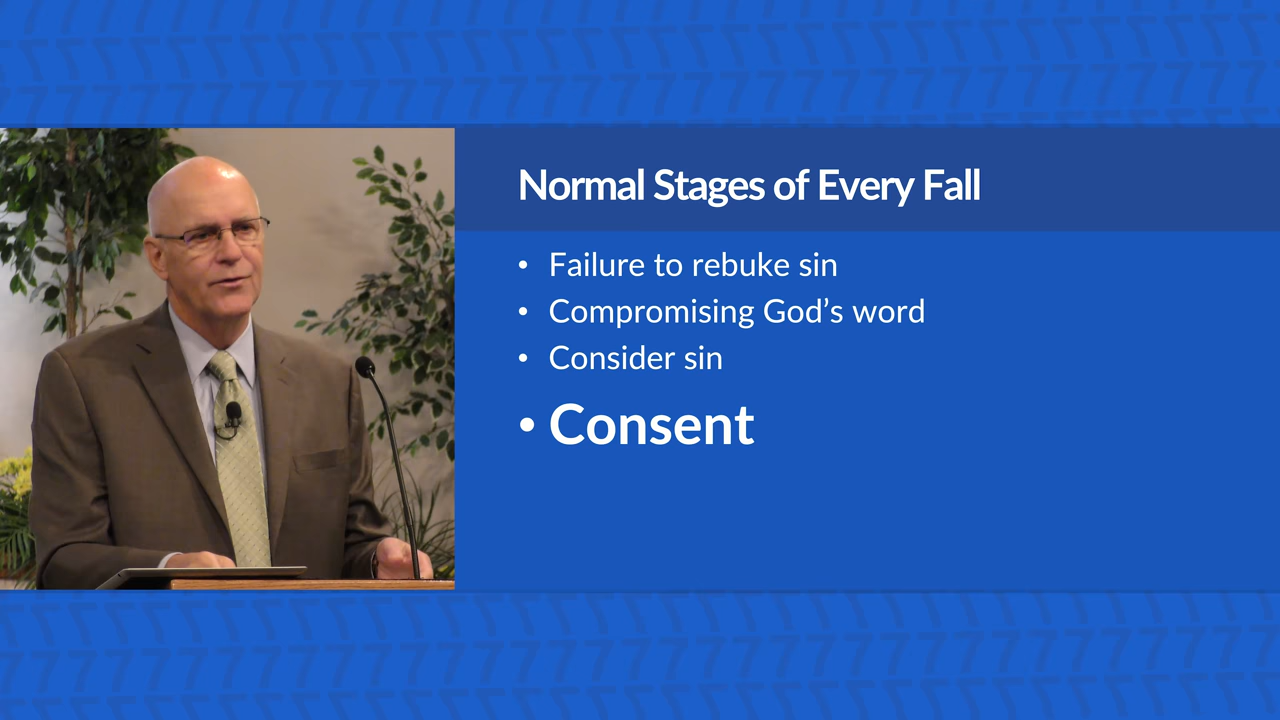 Normal Stages of Every Fall
• Failure to rebuke sin
• Compromising God’s word
• Consider sin
• Consent